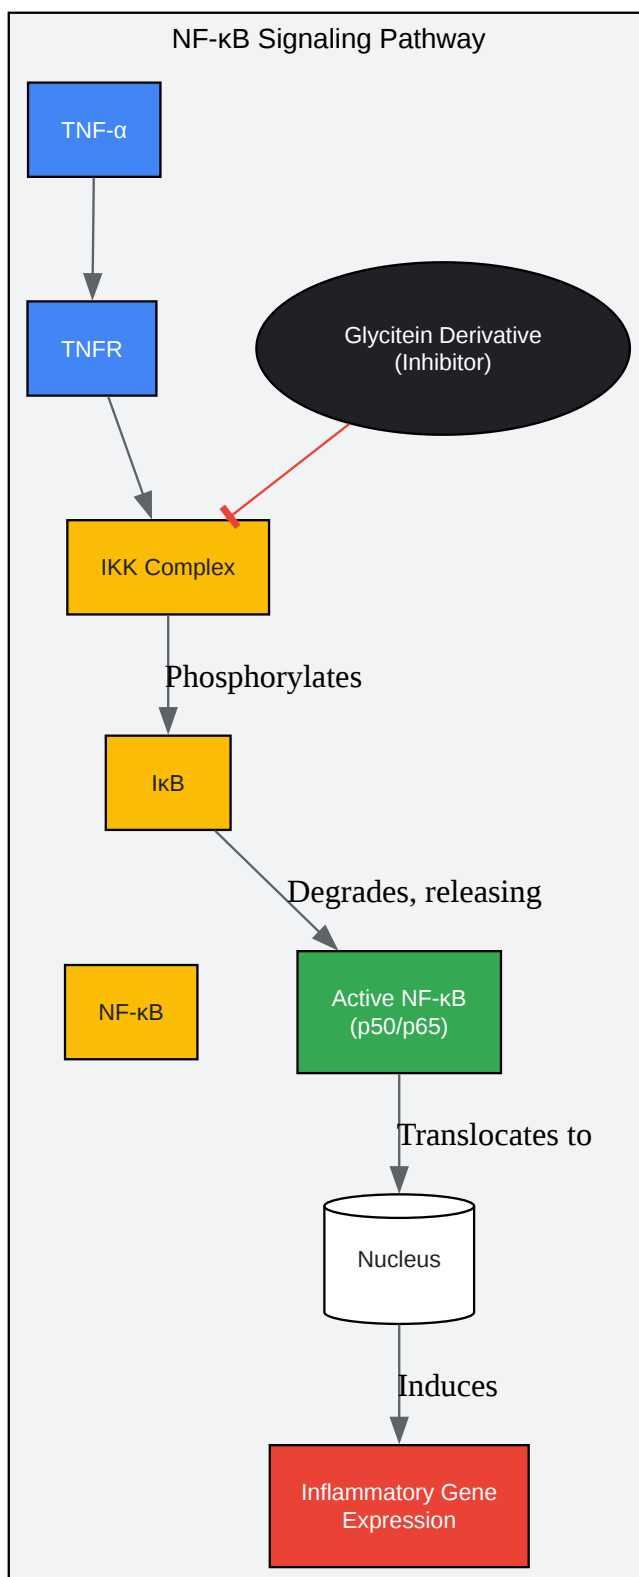 NF-κB Signaling Pathway
TNF-α
TNFR
Glycitein Derivative
(Inhibitor)
IKK Complex
Phosphorylates
IκB
Degrades, releasing
NF-κB
Active NF-κB
(p50/p65)
Translocates to
Nucleus
Induces
Inflammatory Gene
Expression